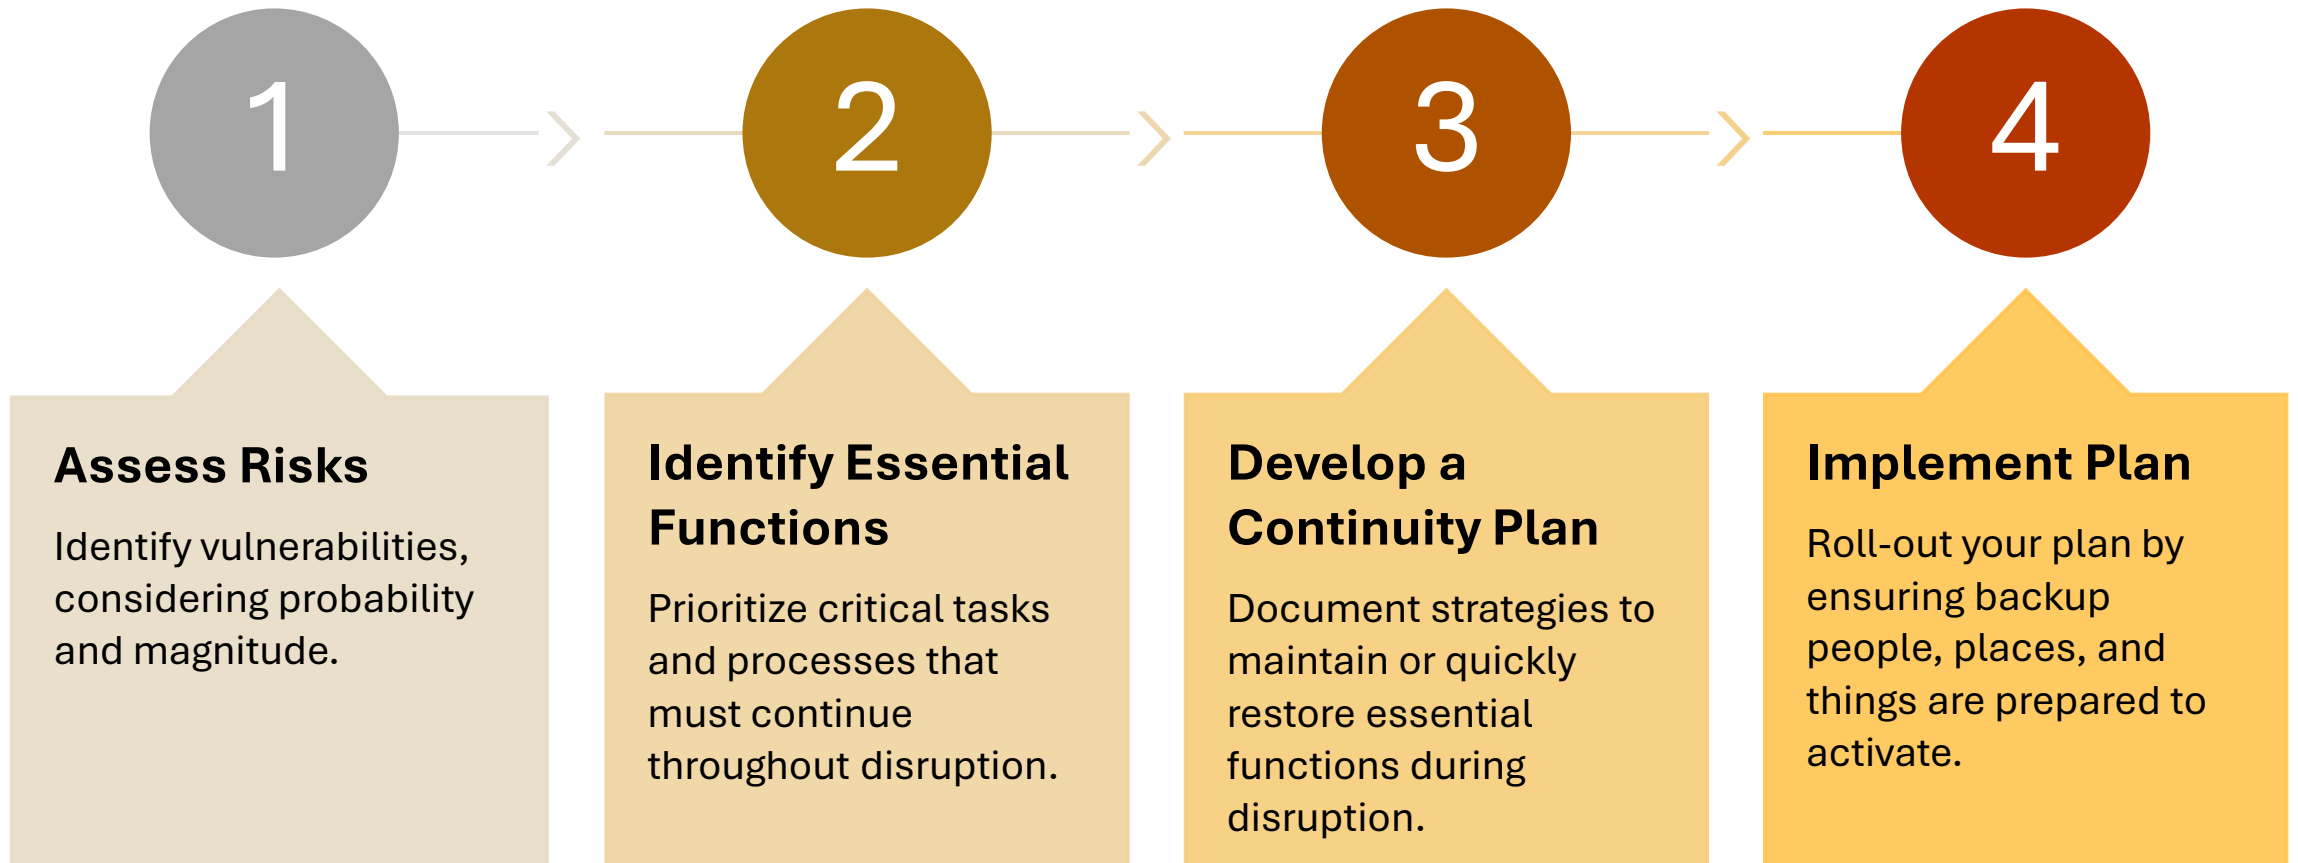 1
2
3
4
Assess Risks
Identify vulnerabilities,
considering probability
and magnitude.
Identify Essential
Functions
Prioritize critical tasks
and processes that
must continue
throughout disruption.
Develop a
Continuity Plan
Document strategies to
maintain or quickly
restore essential
functions during
disruption.
Implement Plan
Roll-out your plan by
ensuring backup
people, places, and
things are prepared to
activate.